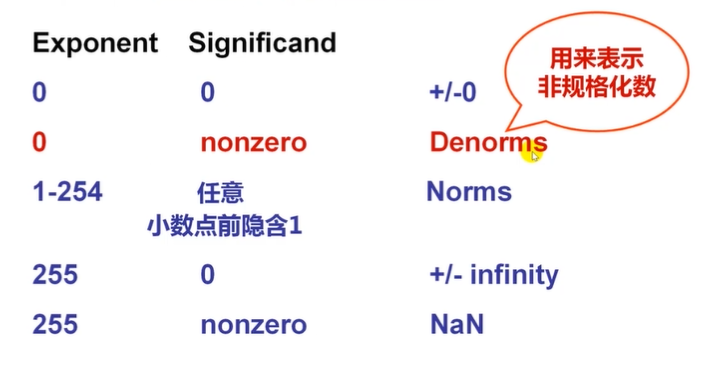 Exponent Significand
用来表示
非规格化数
0 0 +/-0
0 nonzero Denorms
1-254 任意 Norms
小数点前隐含1
255 0 +/- infinity
255 nonzero NaN